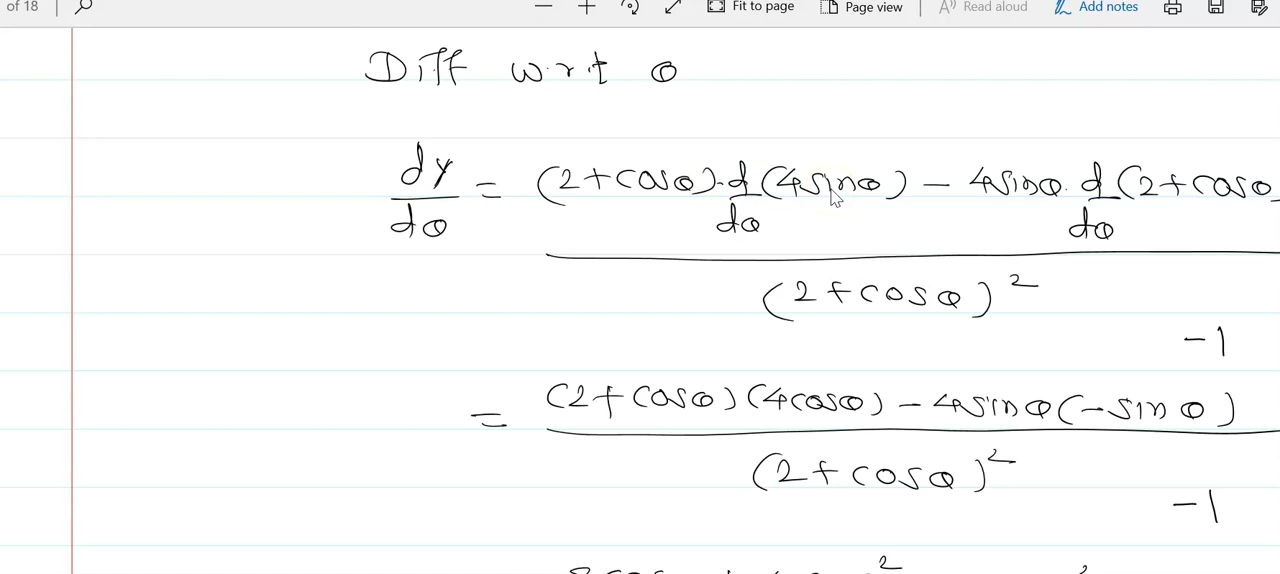 of 18 Fit to page Page view Read aloud Add notes
Diff w.r.t θ
dy/dθ = (2+cosθ).d/dθ(4sinθ) - 4sinθ.d/dθ(2+cosθ
(2+cosθ)²
-1
= (2+cosθ)(4cosθ) - 4sinθ(-sinθ)
(2+cosθ)²
-1